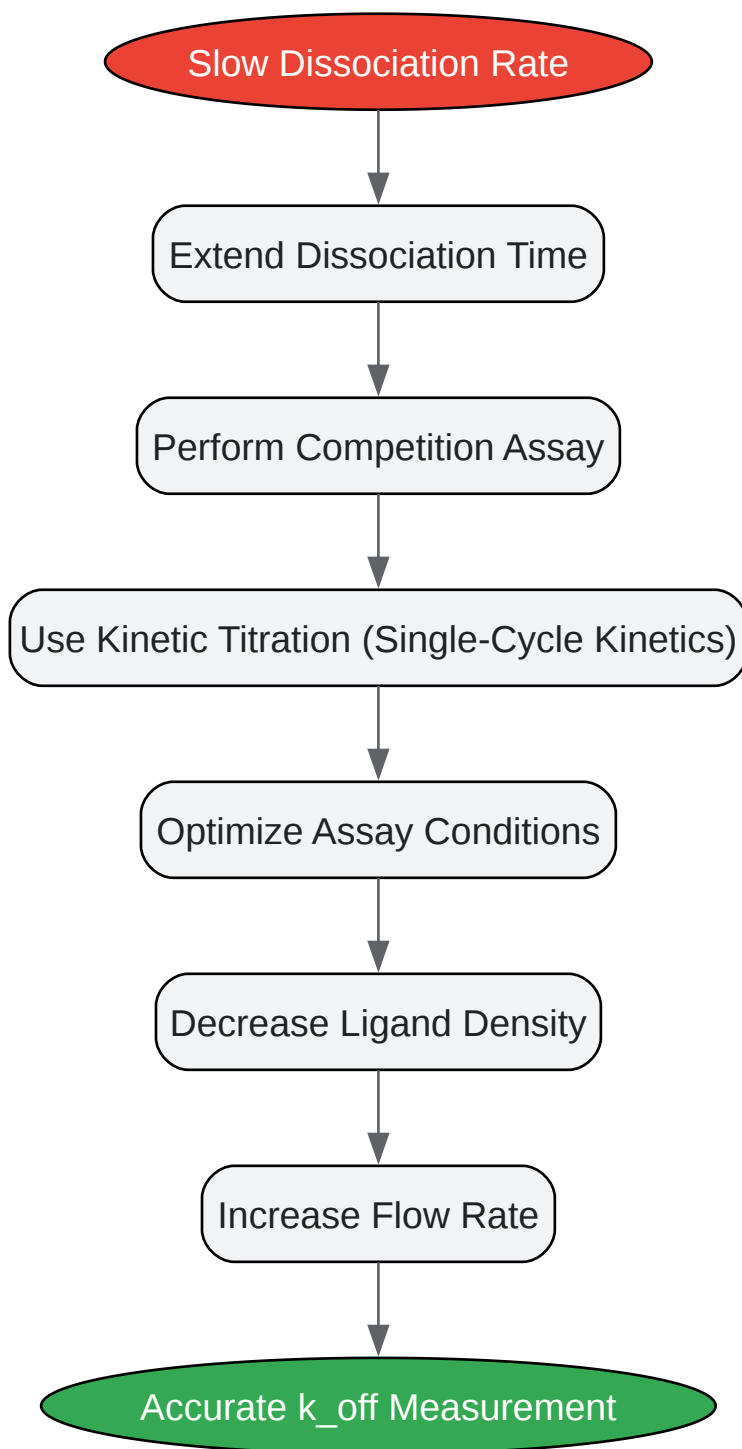 Slow Dissociation Rate
Extend Dissociation Time
Perform Competition Assay
Use Kinetic Titration (Single-Cycle Kinetics)
Optimize Assay Conditions
Decrease Ligand Density
Increase Flow Rate
Accurate k_off Measurement